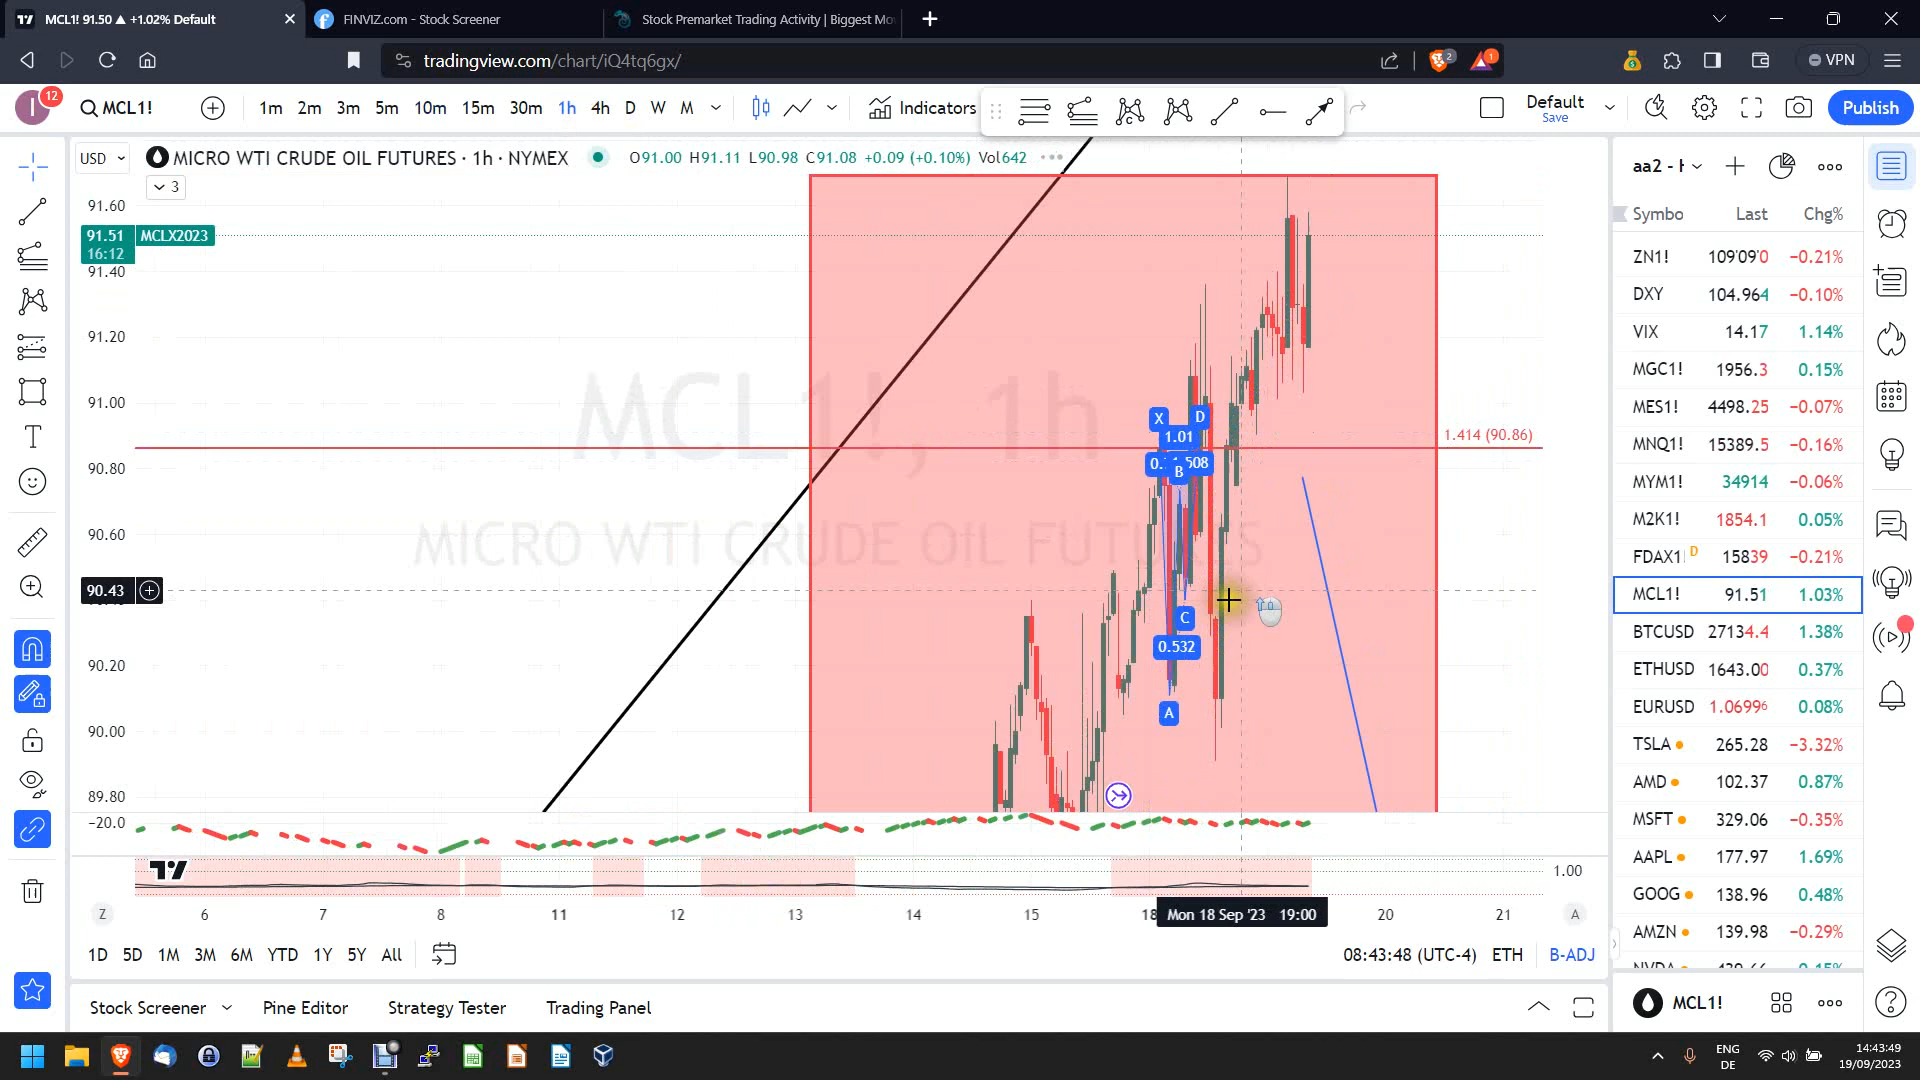 MCL1! 91.50 ▲ +1.02% Default
FINVIZ.com - Stock Screener
Stock Premarket Trading Activity | Biggest Mo
tradingview.com/chart/iQ4tq6gx/
2
1
VPN
I
12
MCL1!
1m 2m 3m 5m 10m 15m 30m 1h 4h D W M
Indicators
Default
Save
Publish
USD
MICRO WTI CRUDE OIL FUTURES · 1h · NYMEX
O91.00 H91.11 L90.98 C91.08 +0.09 (+0.10%) Vol642
3
MCL1!, 1h
MICRO WTI CRUDE OIL FUTURES
91.60
91.51 MCLX2023
16:12
91.40
91.20
91.00
90.80
90.60
90.43
90.20
90.00
89.80
−20.0
1.00
1.414 (90.86)
X
D
1.01
B
C
0.532
A
Z
6 7 8 11 12 13 14 15 18
Mon 18 Sep '23 19:00
20 21
A
1D 5D 1M 3M 6M YTD 1Y 5Y All
08:43:48 (UTC-4) ETH B-ADJ
Stock Screener
Pine Editor
Strategy Tester
Trading Panel
aa2 -
Symbo Last Chg%
ZN1! 109'09'0 −0.21%
DXY 104.964 −0.10%
VIX 14.17 1.14%
MGC1! 1956.3 0.15%
MES1! 4498.25 −0.07%
MNQ1! 15389.5 −0.16%
MYM1! 34914 −0.06%
M2K1! 1854.1 0.05%
FDAX1 D 15839 −0.21%
MCL1! 91.51 1.03%
BTCUSD 27134.4 1.38%
ETHUSD 1643.00 0.37%
EURUSD 1.06996 0.08%
TSLA 265.28 −3.32%
AMD 102.37 0.87%
MSFT 329.06 −0.35%
AAPL 177.97 1.69%
GOOG 138.96 0.48%
AMZN 139.98 −0.29%
MCL1!
ENG
DE
14:43:49
19/09/2023